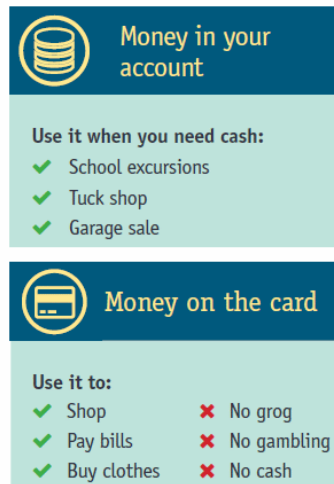 Money in your
account
Use it when you need cash:
✔ School excursions
✔ Tuck shop
✔ Garage sale
Money on the card
Use it to:
✔ Shop
✔ Pay bills
✔ Buy clothes
✖ No grog
✖ No gambling
✖ No cash